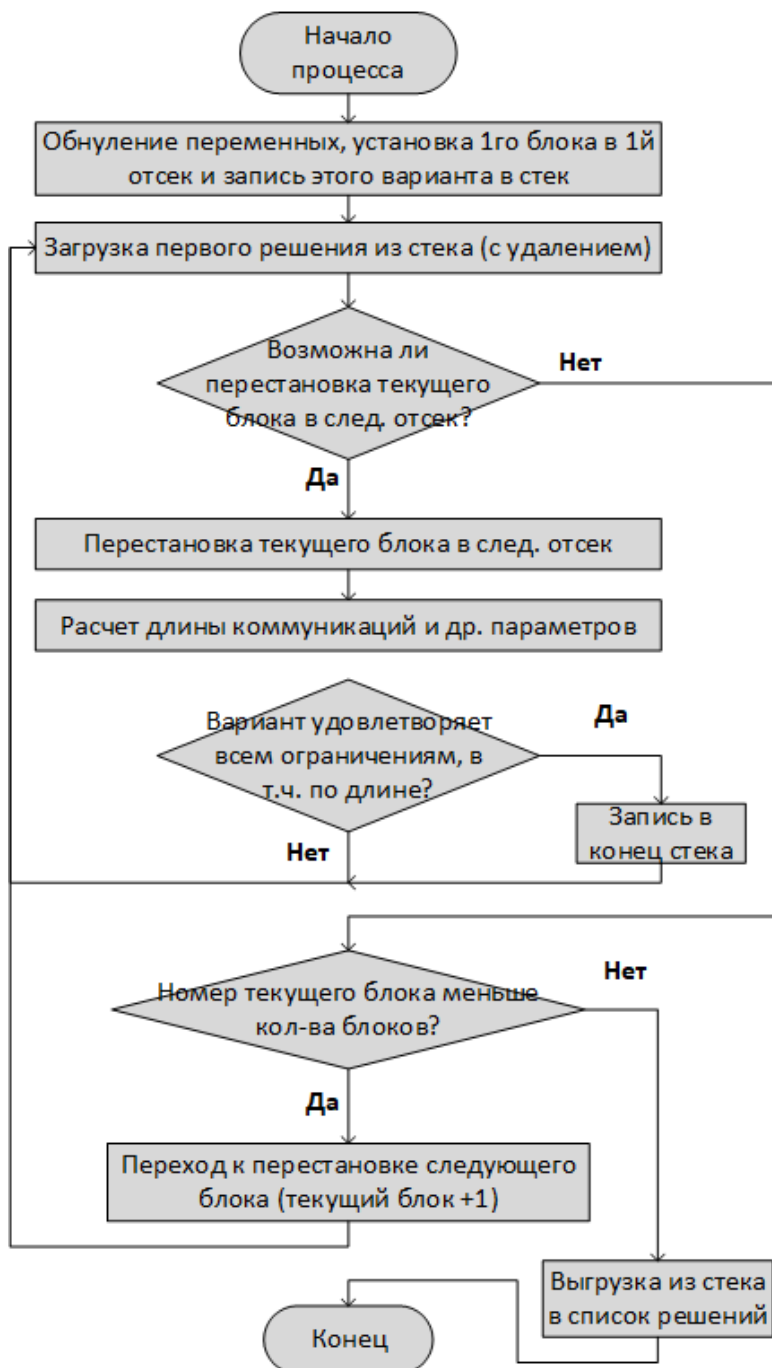 Начало
процесса
Обнуление переменных, установка 1го блока в 1й
отсек и запись этого варианта в стек
Загрузка первого решения из стека (с удалением)
Возможна ли
перестановка текущего
блока в след. отсек?
Нет
Да
Перестановка текущего блока в след. отсек
Расчет длины коммуникаций и др. параметров
Вариант удовлетворяет
всем ограничениям, в
т.ч. по длине?
Да
Нет
Запись в
конец стека
Номер текущего блока меньше
кол-ва блоков?
Нет
Да
Переход к перестановке следующего
блока (текущий блок +1)
Выгрузка из стека
в список решений
Конец